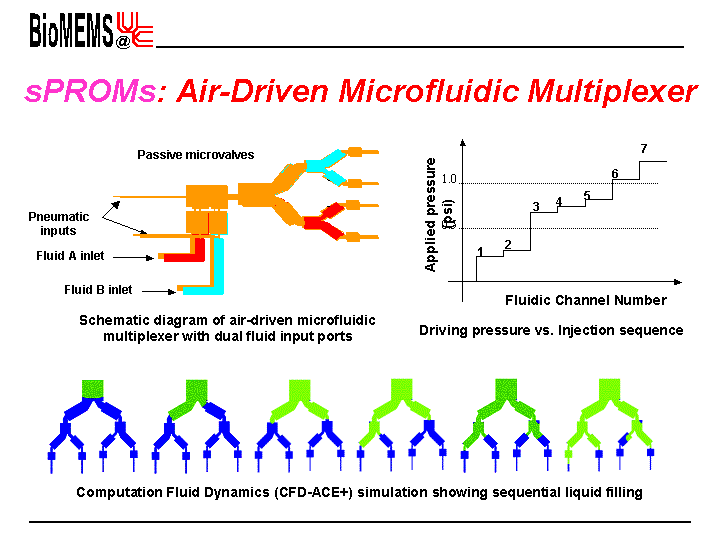 BioMEMS@UC
sPROMs: Air-Driven Microfluidic Multiplexer
Passive microvalves
Pneumatic
inputs
Fluid A inlet
Fluid B inlet
Schematic diagram of air-driven microfluidic
multiplexer with dual fluid input ports
Applied pressure
(psi)
1.0
1
2
3
4
5
6
7
Fluidic Channel Number
Driving pressure vs. Injection sequence
Computation Fluid Dynamics (CFD-ACE+) simulation showing sequential liquid filling